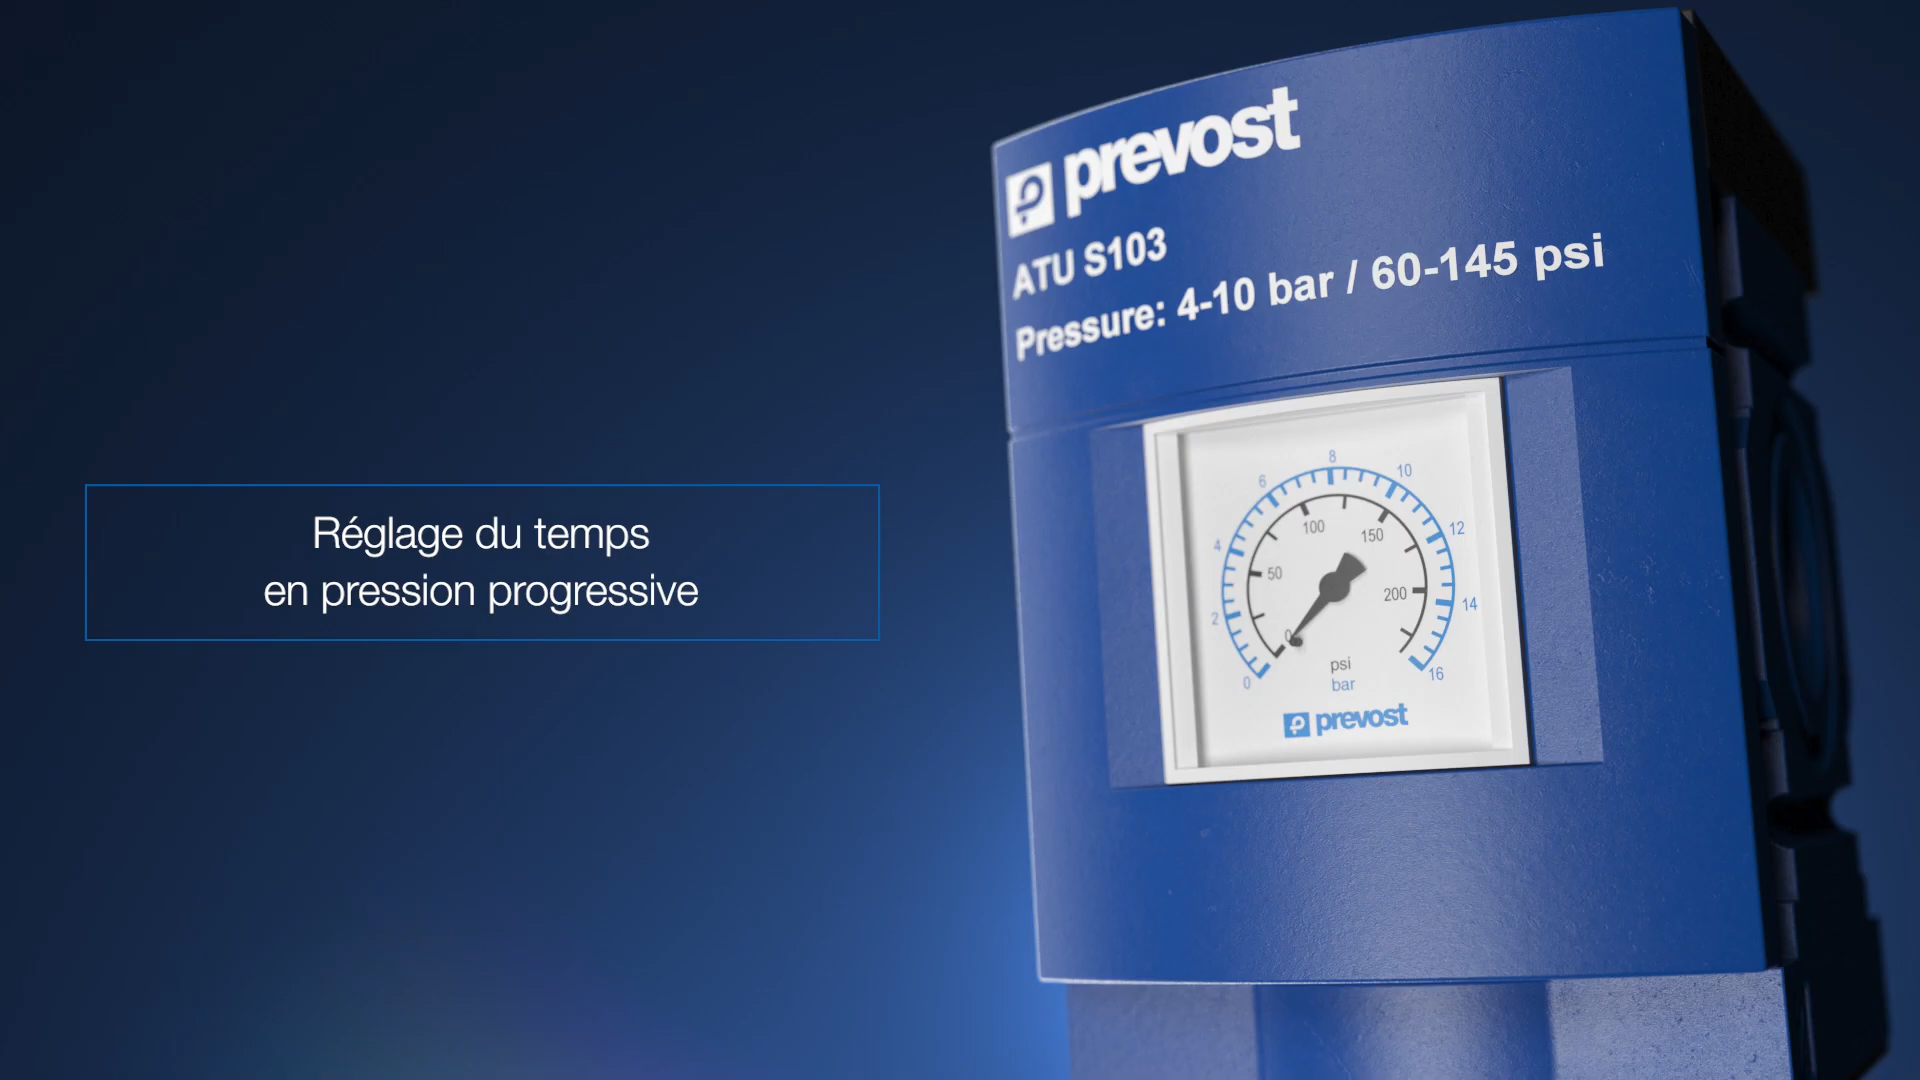 Réglage du temps
en pression progressive
prevost
ATU S103
Pressure: 4-10 bar / 60-145 psi
0
2
4
6
8
10
12
14
16
0
50
100
150
200
psi
bar
prevost